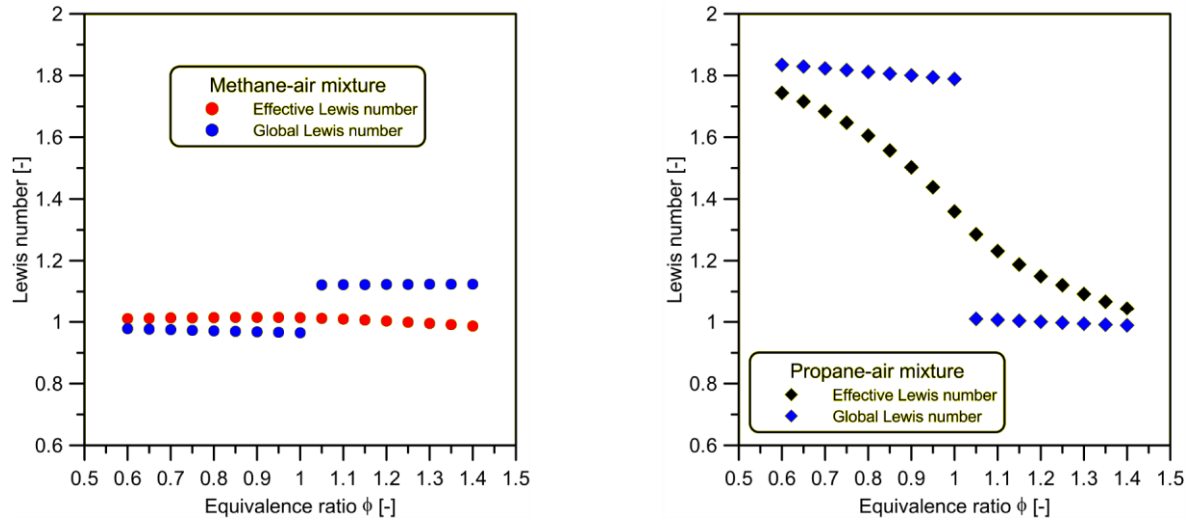 2
1.8
1.6
1.4
1.2
1
0.8
0.6
Lewis number [-]
Methane-air mixture
Effective Lewis number
Global Lewis number
0.5 0.6 0.7 0.8 0.9 1 1.1 1.2 1.3 1.4 1.5
Equivalence ratio ϕ [-]
2
1.8
1.6
1.4
1.2
1
0.8
0.6
Lewis number [-]
Propane-air mixture
Effective Lewis number
Global Lewis number
0.5 0.6 0.7 0.8 0.9 1 1.1 1.2 1.3 1.4 1.5
Equivalence ratio ϕ [-]